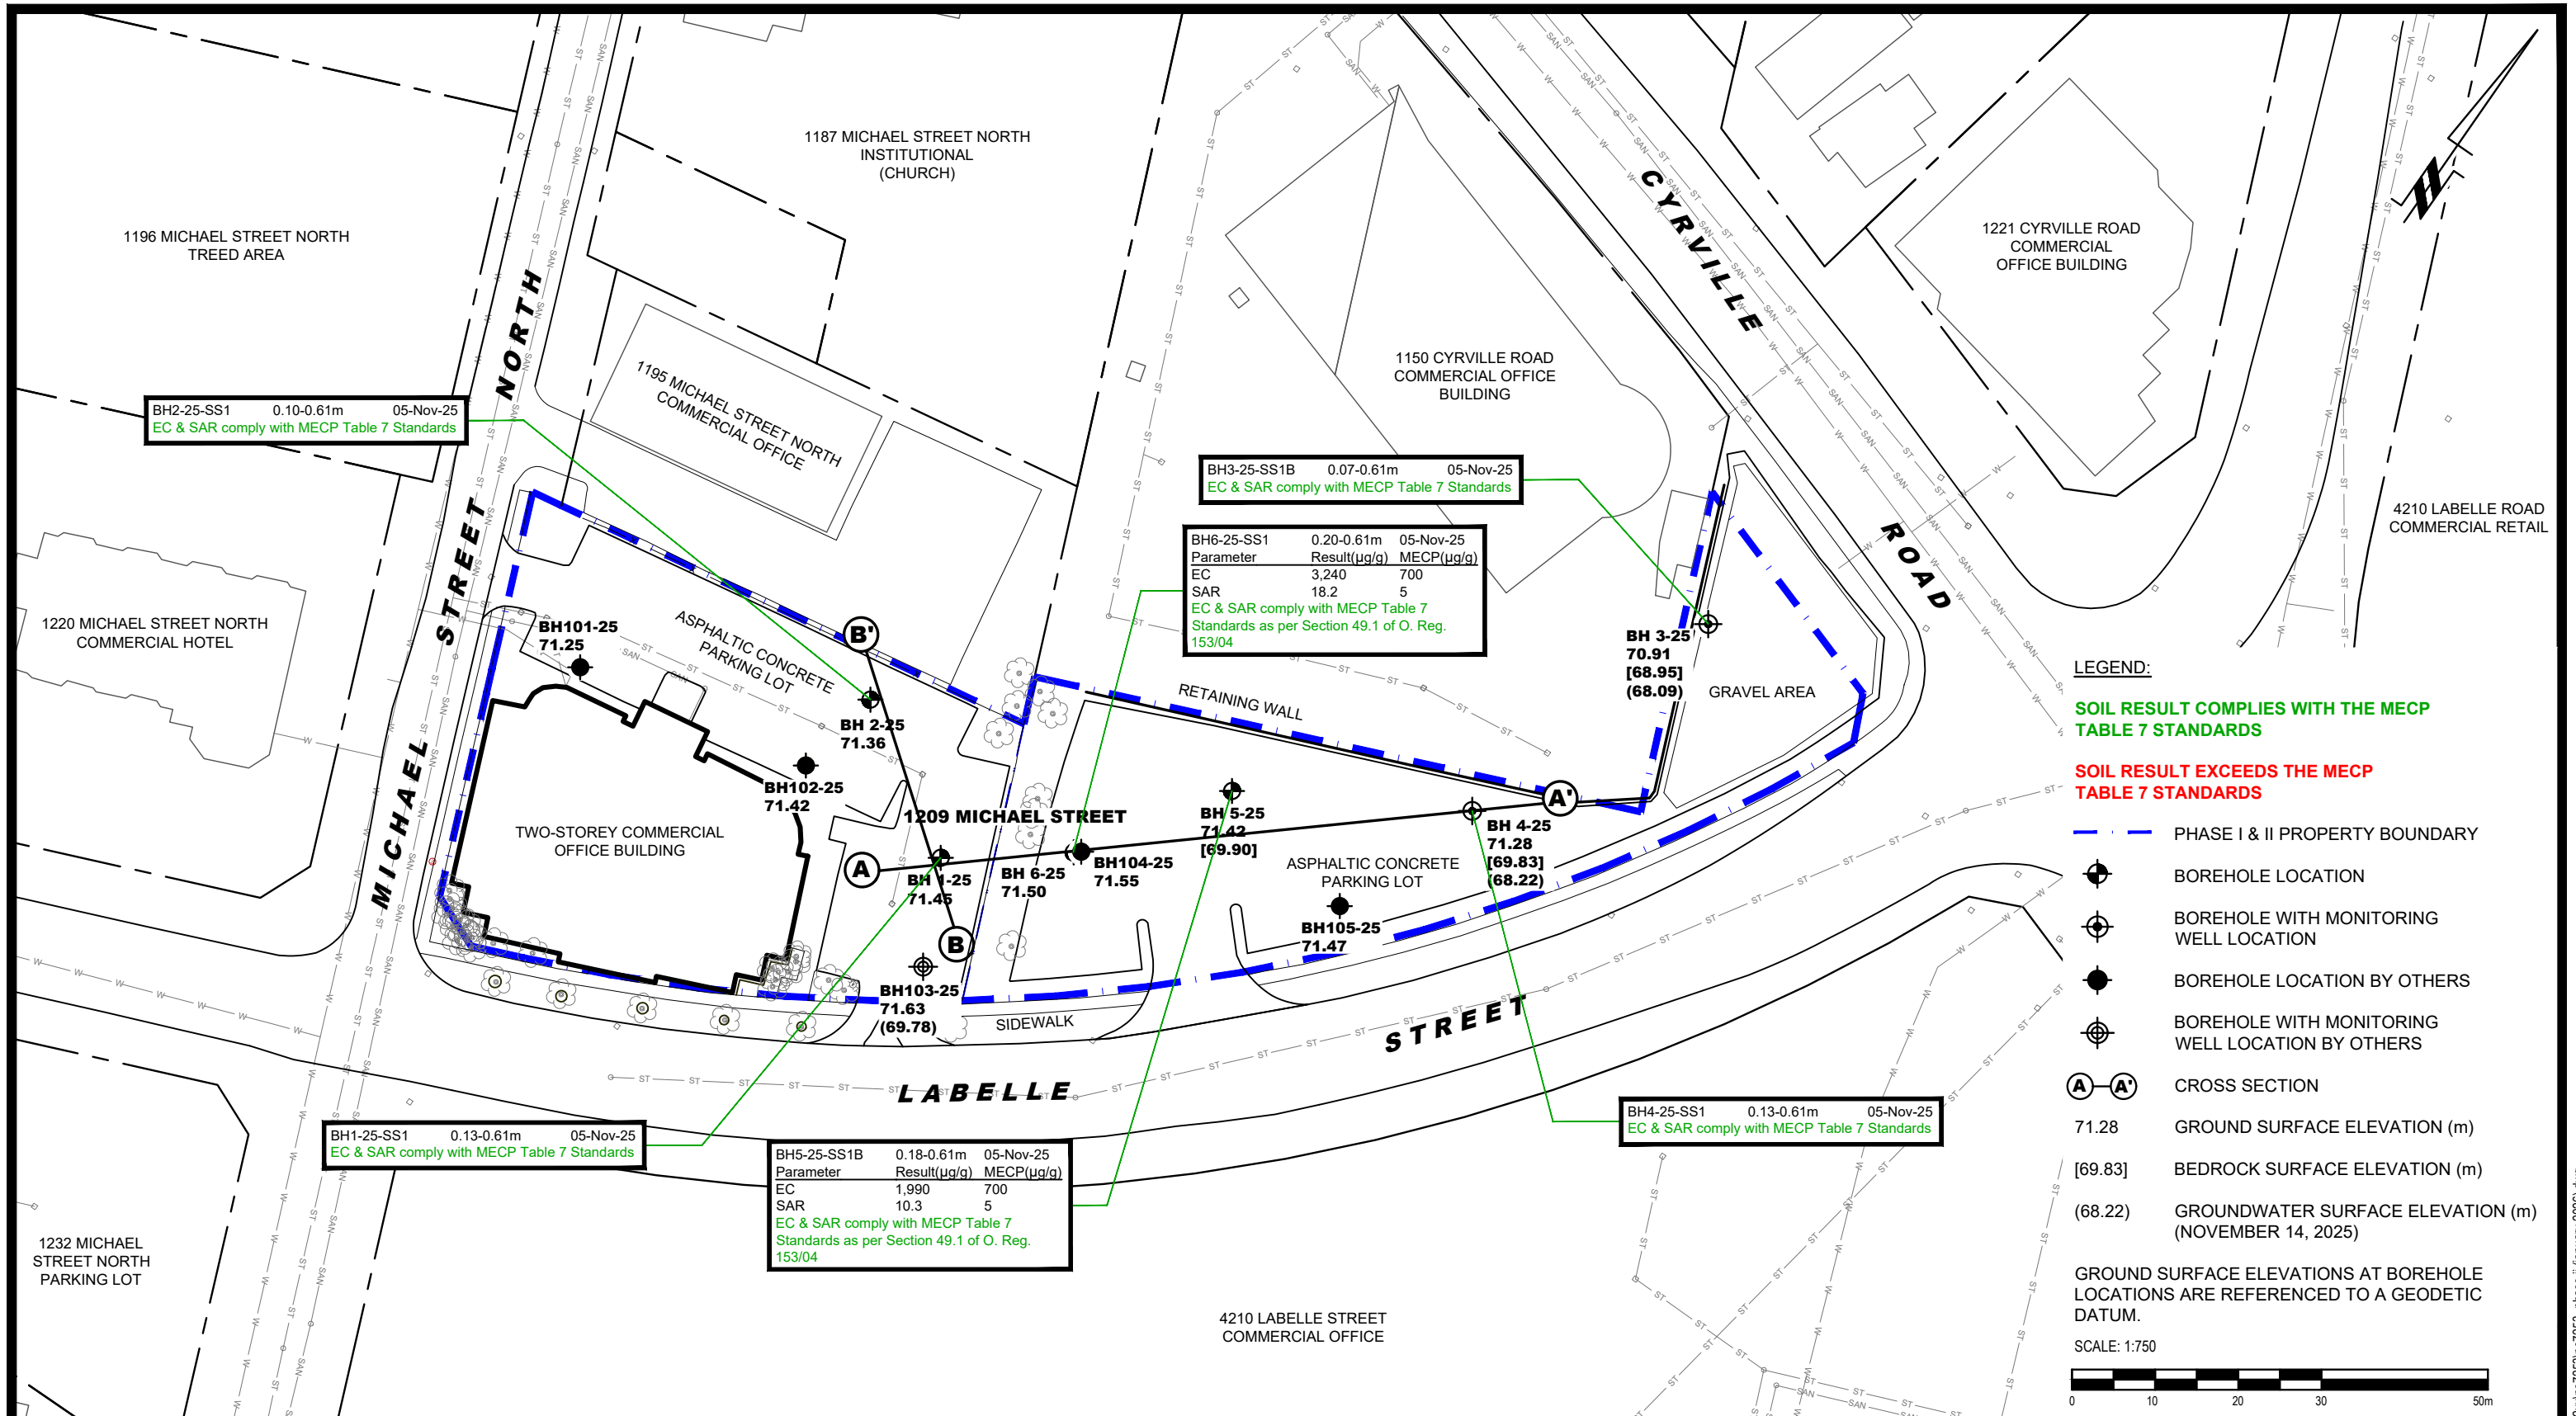 1187 MICHAEL STREET NORTH
INSTITUTIONAL
(CHURCH)
1196 MICHAEL STREET NORTH
TREED AREA
1221 CYRVILLE ROAD
COMMERCIAL
OFFICE BUILDING
CYRVILLE
ROAD
1150 CYRVILLE ROAD
COMMERCIAL OFFICE
BUILDING
1195 MICHAEL STREET NORTH
COMMERCIAL OFFICE
MICHAEL STREET NORTH
BH2-25-SS1 0.10-0.61m 05-Nov-25
EC & SAR comply with MECP Table 7 Standards
BH3-25-SS1B 0.07-0.61m 05-Nov-25
EC & SAR comply with MECP Table 7 Standards
4210 LABELLE ROAD
COMMERCIAL RETAIL
BH6-25-SS1 0.20-0.61m 05-Nov-25
Parameter Result(µg/g) MECP(µg/g)
EC 3,240 700
SAR 18.2 5
EC & SAR comply with MECP Table 7
Standards as per Section 49.1 of O. Reg.
153/04
1220 MICHAEL STREET NORTH
COMMERCIAL HOTEL
BH101-25
71.25
ASPHALTIC CONCRETE
PARKING LOT
B'
BH 2-25
71.36
BH 3-25
70.91
[68.95]
(68.09)
GRAVEL AREA
RETAINING WALL
BH102-25
71.42
1209 MICHAEL STREET
TWO-STOREY COMMERCIAL
OFFICE BUILDING
A
BH 1-25
71.45
BH 6-25
71.50
BH104-25
71.55
BH 5-25
71.42
[69.90]
A'
BH 4-25
71.28
[69.83]
(68.22)
ASPHALTIC CONCRETE
PARKING LOT
BH105-25
71.47
B
BH103-25
71.63
(69.78)
SIDEWALK
LABELLE STREET
BH1-25-SS1 0.13-0.61m 05-Nov-25
EC & SAR comply with MECP Table 7 Standards
BH5-25-SS1B 0.18-0.61m 05-Nov-25
Parameter Result(µg/g) MECP(µg/g)
EC 1,990 700
SAR 10.3 5
EC & SAR comply with MECP Table 7
Standards as per Section 49.1 of O. Reg.
153/04
BH4-25-SS1 0.13-0.61m 05-Nov-25
EC & SAR comply with MECP Table 7 Standards
1232 MICHAEL
STREET NORTH
PARKING LOT
4210 LABELLE STREET
COMMERCIAL OFFICE
LEGEND:
SOIL RESULT COMPLIES WITH THE MECP
TABLE 7 STANDARDS
SOIL RESULT EXCEEDS THE MECP
TABLE 7 STANDARDS
PHASE I & II PROPERTY BOUNDARY
BOREHOLE LOCATION
BOREHOLE WITH MONITORING
WELL LOCATION
BOREHOLE LOCATION BY OTHERS
BOREHOLE WITH MONITORING
WELL LOCATION BY OTHERS
A A' CROSS SECTION
71.28 GROUND SURFACE ELEVATION (m)
[69.83] BEDROCK SURFACE ELEVATION (m)
(68.22) GROUNDWATER SURFACE ELEVATION (m)
(NOVEMBER 14, 2025)
GROUND SURFACE ELEVATIONS AT BOREHOLE
LOCATIONS ARE REFERENCED TO A GEODETIC
DATUM.
SCALE: 1:750
0 10 20 30 50m